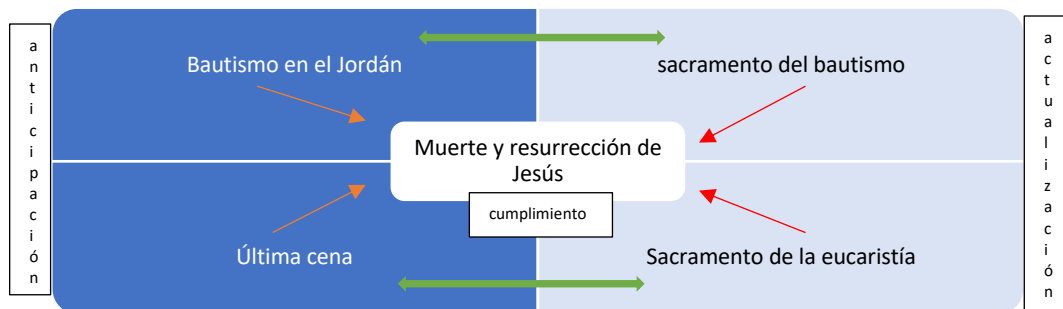 anticipación
Bautismo en el Jordán
sacramento del bautismo
Muerte y resurrección de
Jesús
cumplimiento
Última cena
Sacramento de la eucaristía
actualización